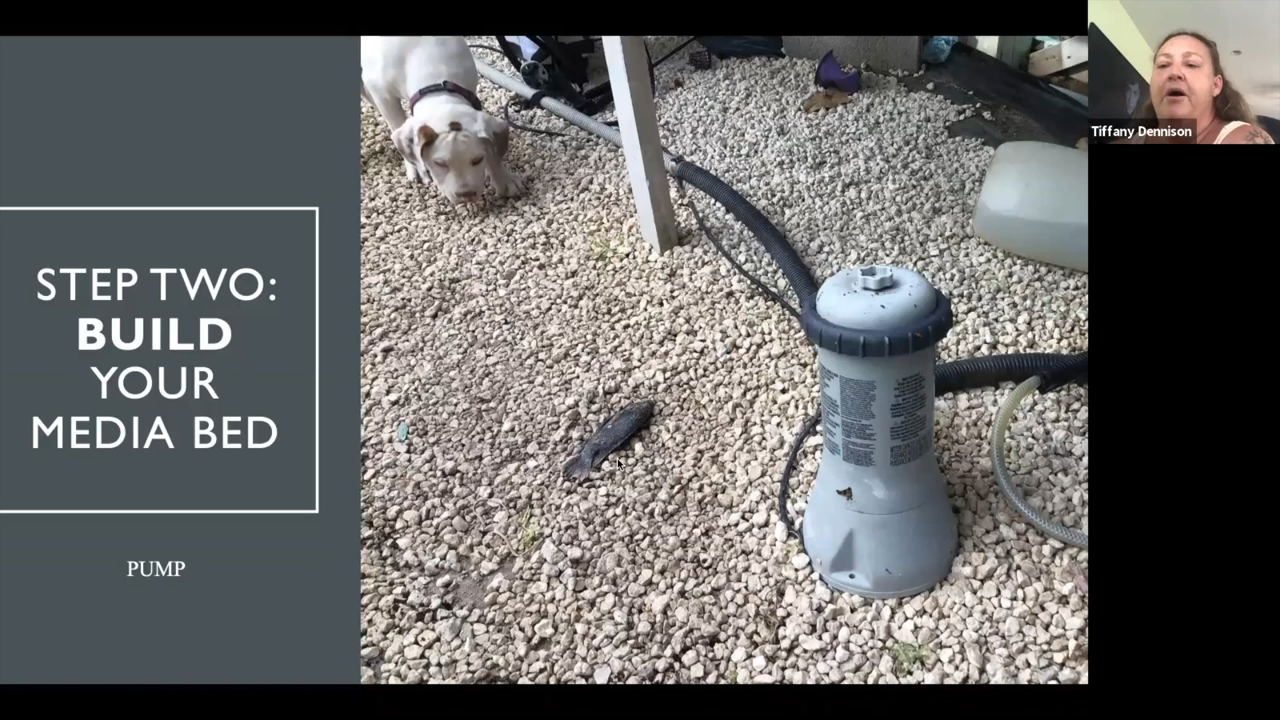 STEP TWO:
BUILD
YOUR
MEDIA BED
PUMP
Tiffany Dennison